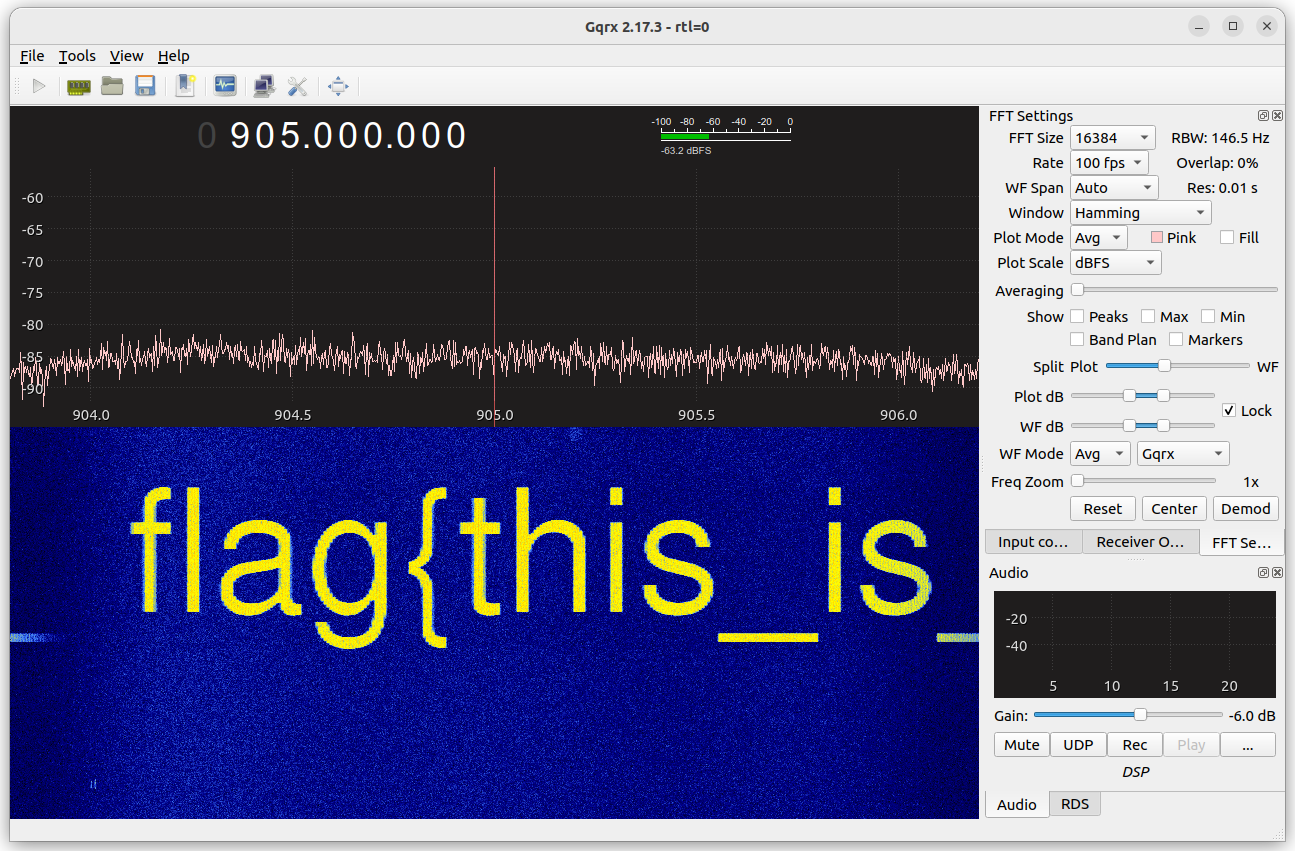 Gqrx 2.17.3 - rtl=0
File Tools View Help
0 905.000.000
-100 -80 -60 -40 -20 0
-63.2 dBFS
-60
-65
-70
-75
-80
-85
-90
904.0 904.5 905.0 905.5 906.0
flag{this_is_
FFT Settings
FFT Size 16384 RBW: 146.5 Hz
Rate 100 fps Overlap: 0%
WF Span Auto Res: 0.01 s
Window Hamming
Plot Mode Avg Pink Fill
Plot Scale dBFS
Averaging
Show Peaks Max Min
Band Plan Markers
Split Plot WF
Plot dB
Lock
WF dB
WF Mode Avg Gqrx
Freq Zoom 1x
Reset Center Demod
Input co... Receiver O... FFT Se...
Audio
-20
-40
5 10 15 20
Gain: -6.0 dB
Mute UDP Rec Play ...
DSP
Audio RDS